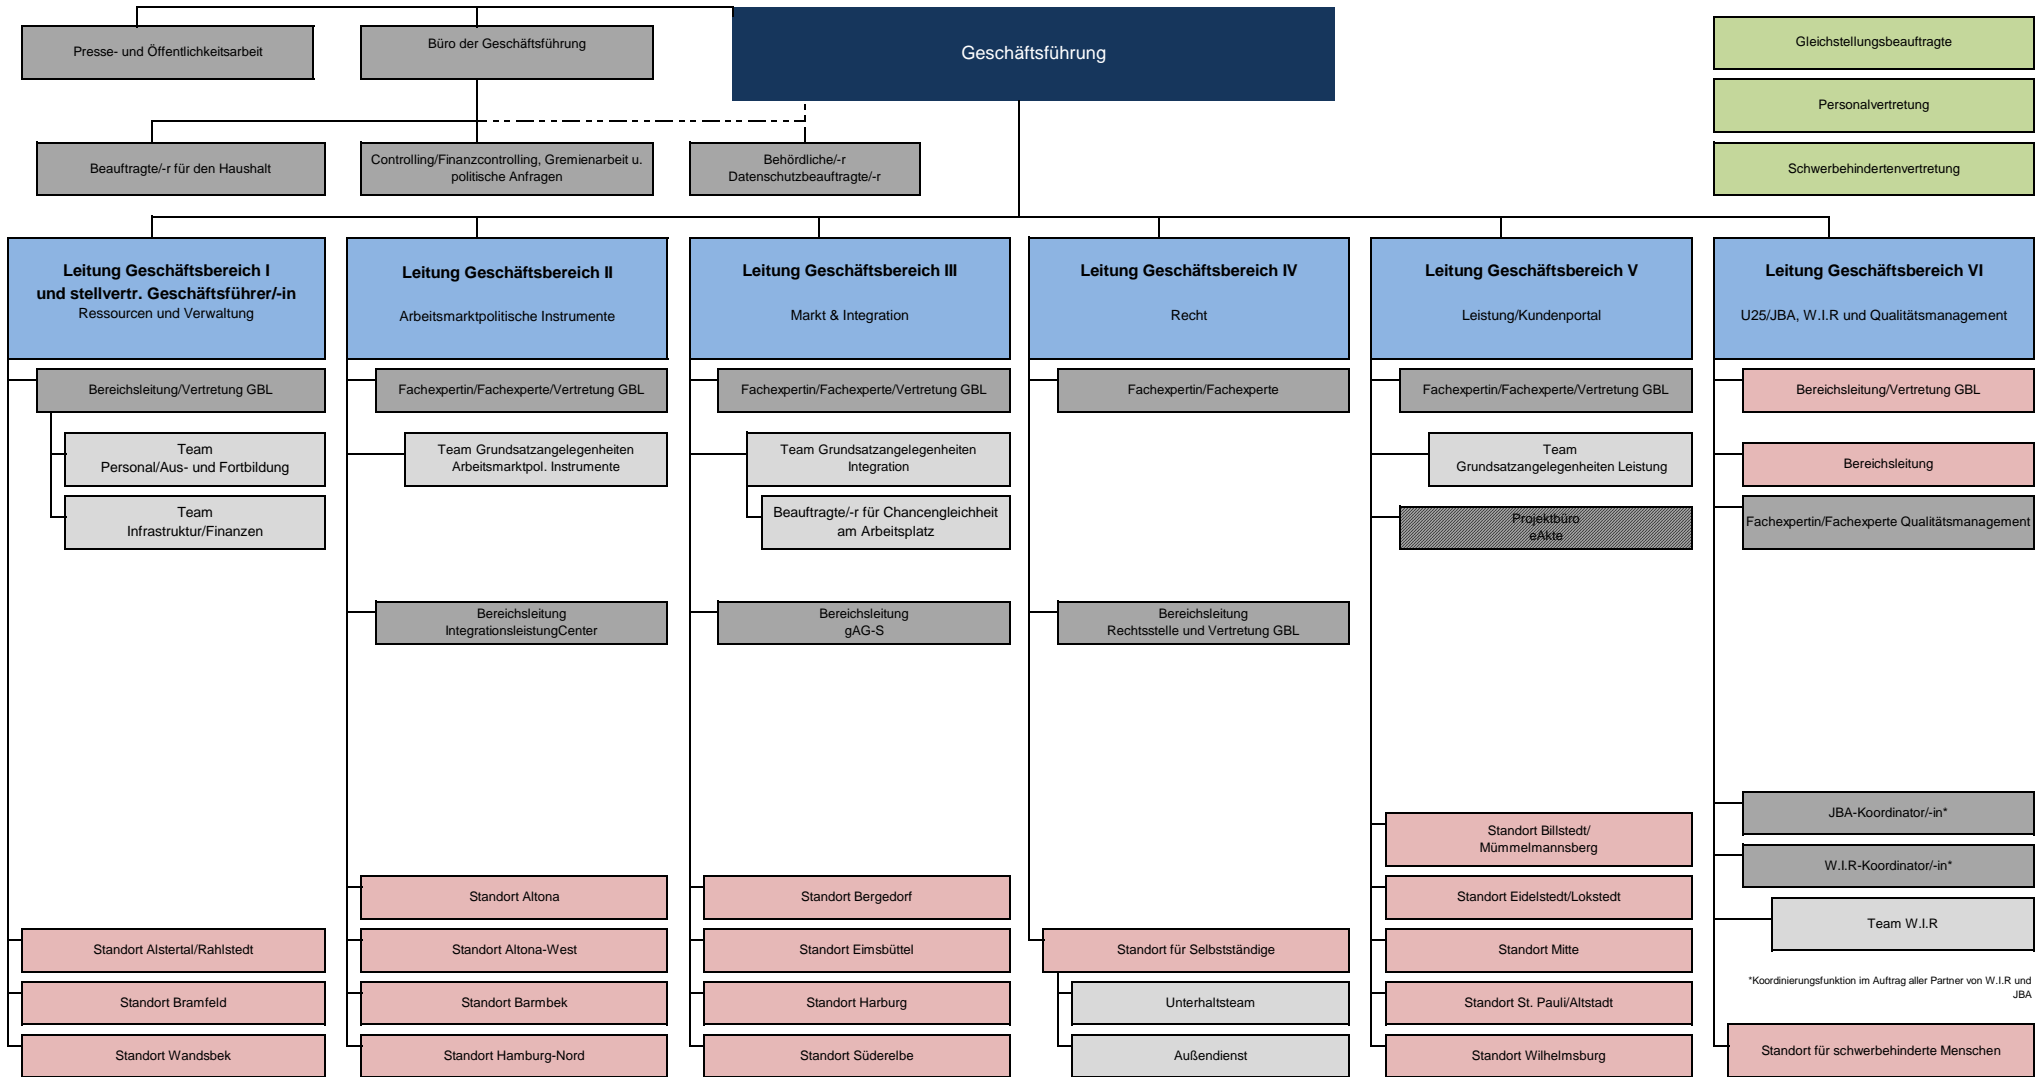 Presse- und Öffentlichkeitsarbeit
Büro der Geschäftsführung
Geschäftsführung
Gleichstellungsbeauftragte
Personalvertretung
Schwerbehindertenvertretung
Beauftragte/-r für den Haushalt
Controlling/Finanzcontrolling, Gremienarbeit u.
politische Anfragen
Behördliche/-r
Datenschutzbeauftragte/-r
Leitung Geschäftsbereich I
und stellvertr. Geschäftsführer/-in
Ressourcen und Verwaltung
Bereichsleitung/Vertretung GBL
Team
Personal/Aus- und Fortbildung
Team
Infrastruktur/Finanzen
Standort Alstertal/Rahlstedt
Standort Bramfeld
Standort Wandsbek
Leitung Geschäftsbereich II
Arbeitsmarktpolitische Instrumente
Fachexpertin/Fachexperte/Vertretung GBL
Team Grundsatzangelegenheiten
Arbeitsmarktpol. Instrumente
Bereichsleitung
IntegrationsleistungCenter
Standort Altona
Standort Altona-West
Standort Barmbek
Standort Hamburg-Nord
Leitung Geschäftsbereich III
Markt & Integration
Fachexpertin/Fachexperte/Vertretung GBL
Team Grundsatzangelegenheiten
Integration
Beauftragte/-r für Chancengleichheit
am Arbeitsplatz
Bereichsleitung
gAG-S
Standort Bergedorf
Standort Eimsbüttel
Standort Harburg
Standort Süderelbe
Leitung Geschäftsbereich IV
Recht
Fachexpertin/Fachexperte
Bereichsleitung
Rechtsstelle und Vertretung GBL
Standort für Selbstständige
Unterhaltsteam
Außendienst
Leitung Geschäftsbereich V
Leistung/Kundenportal
Fachexpertin/Fachexperte/Vertretung GBL
Team
Grundsatzangelegenheiten Leistung
Projektbüro
eAkte
Standort Billstedt/
Mümmelmannsberg
Standort Eidelstedt/Lokstedt
Standort Mitte
Standort St. Pauli/Altstadt
Standort Wilhelmsburg
Leitung Geschäftsbereich VI
U25/JBA, W.I.R und Qualitätsmanagement
Bereichsleitung/Vertretung GBL
Bereichsleitung
Fachexpertin/Fachexperte Qualitätsmanagement
JBA-Koordinator/-in*
W.I.R-Koordinator/-in*
Team W.I.R
*Koordinierungsfunktion im Auftrag aller Partner von W.I.R und
JBA
Standort für schwerbehinderte Menschen